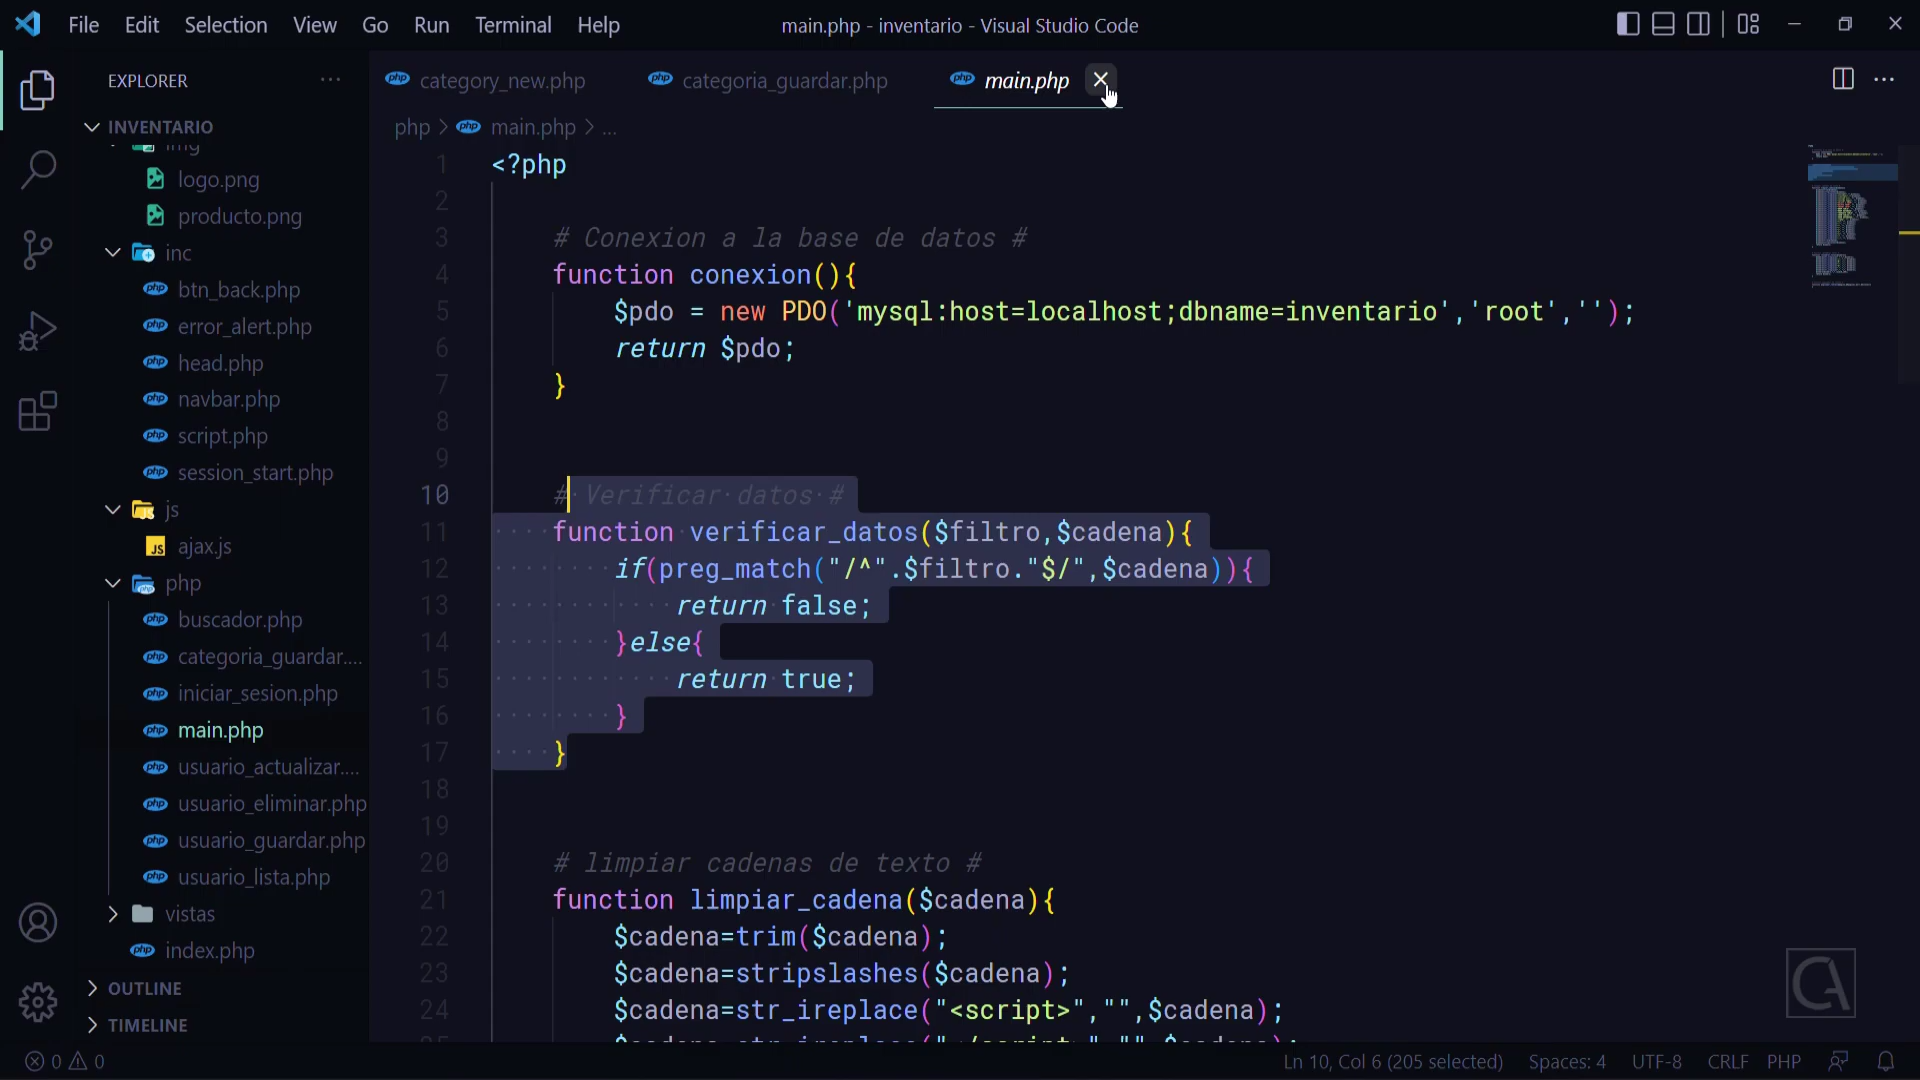 File Edit Selection View Go Run Terminal Help
main.php - inventario - Visual Studio Code
EXPLORER
INVENTARIO
img
logo.png
producto.png
inc
btn_back.php
error_alert.php
head.php
navbar.php
script.php
session_start.php
js
JS ajax.js
php
buscador.php
categoria_guardar....
iniciar_sesion.php
main.php
usuario_actualizar....
usuario_eliminar.php
usuario_guardar.php
usuario_lista.php
vistas
index.php
OUTLINE
TIMELINE
php category_new.php php categoria_guardar.php php main.php
php > php main.php > ...
1 <?php
2
3 # Conexion a la base de datos #
4 function conexion(){
5 $pdo = new PDO('mysql:host=localhost;dbname=inventario','root','');
6 return $pdo;
7 }
8
9
10 # Verificar datos #
11 function verificar_datos($filtro,$cadena){
12 if(preg_match("/^".$filtro."$/",$cadena)){
13 return false;
14 }else{
15 return true;
16 }
17 }
18
19
20 # limpiar cadenas de texto #
21 function limpiar_cadena($cadena){
22 $cadena=trim($cadena);
23 $cadena=stripslashes($cadena);
24 $cadena=str_ireplace("<script>","",$cadena);
CA
0 0
Ln 10, Col 6 (205 selected) Spaces: 4 UTF-8 CRLF PHP